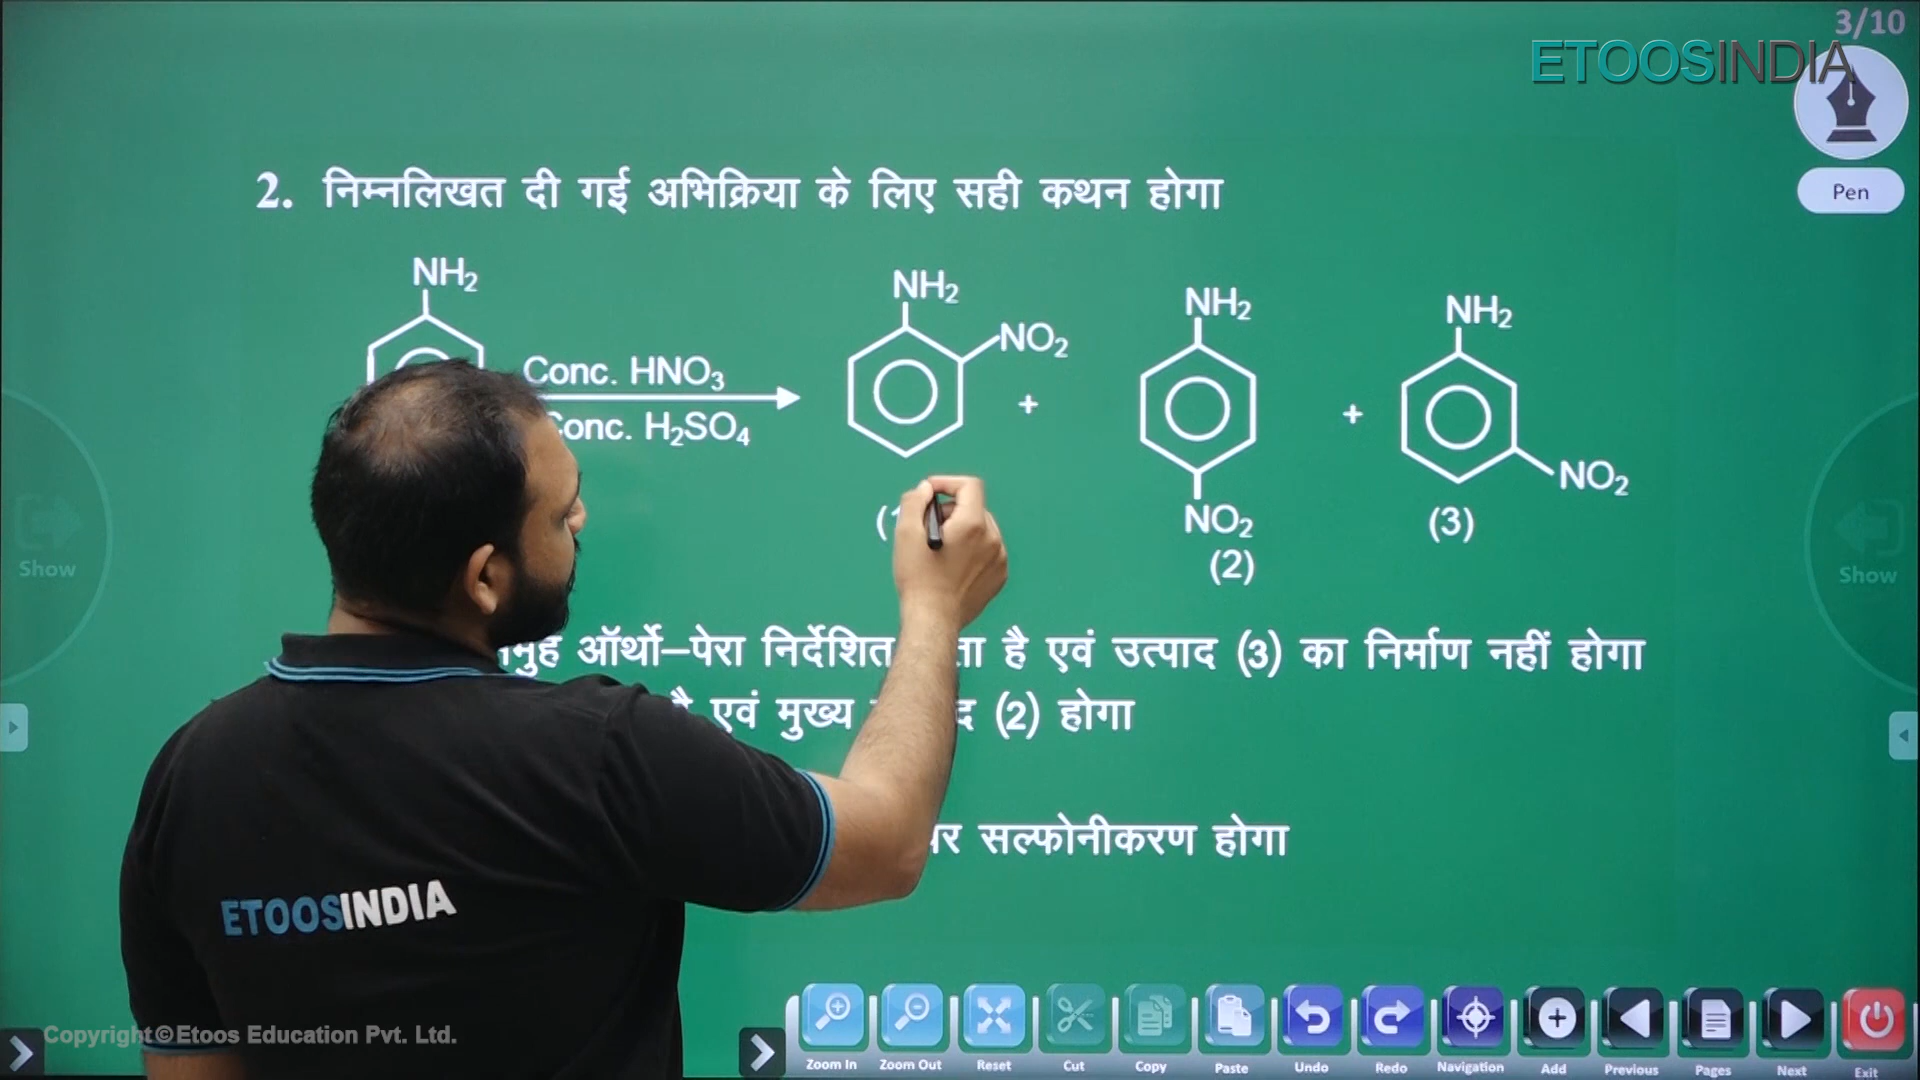 3/10
ETOOSINDIA
Pen
2. निम्नलिखत दी गई अभिक्रिया के लिए सही कथन होगा
NH2
NH2
NO2
NH2
NH2
Conc. HNO3
Conc. H2SO4
+
+
NO2
NO2
(3)
(2)
ऑर्थो–पेरा निर्देशित है एवं उत्पाद (3) का निर्माण नहीं होगा
है एवं मुख्य (2) होगा
पर सल्फोनीकरण होगा
Show
Show
ETOOSINDIA
Copyright © Etoos Education Pvt. Ltd.
Zoom In Zoom Out Reset Cut Copy Paste Undo Redo Navigation Add Previous Pages Next Exit